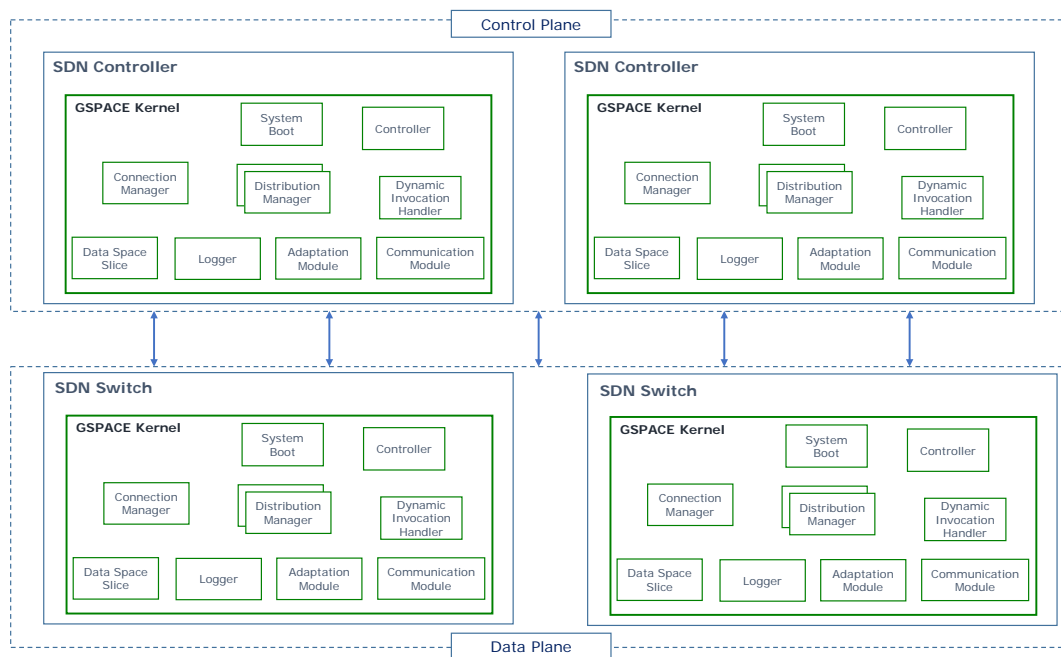 Control Plane
SDN Controller
GSPACE Kernel
System
Boot
Controller
Connection
Manager
Distribution
Manager
Dynamic
Invocation
Handler
Data Space
Slice
Logger
Adaptation
Module
Communication
Module
SDN Controller
GSPACE Kernel
System
Boot
Controller
Connection
Manager
Distribution
Manager
Dynamic
Invocation
Handler
Data Space
Slice
Logger
Adaptation
Module
Communication
Module
SDN Switch
GSPACE Kernel
System
Boot
Controller
Connection
Manager
Distribution
Manager
Dynamic
Invocation
Handler
Data Space
Slice
Logger
Adaptation
Module
Communication
Module
SDN Switch
GSPACE Kernel
System
Boot
Controller
Connection
Manager
Distribution
Manager
Dynamic
Invocation
Handler
Data Space
Slice
Logger
Adaptation
Module
Communication
Module
Data Plane